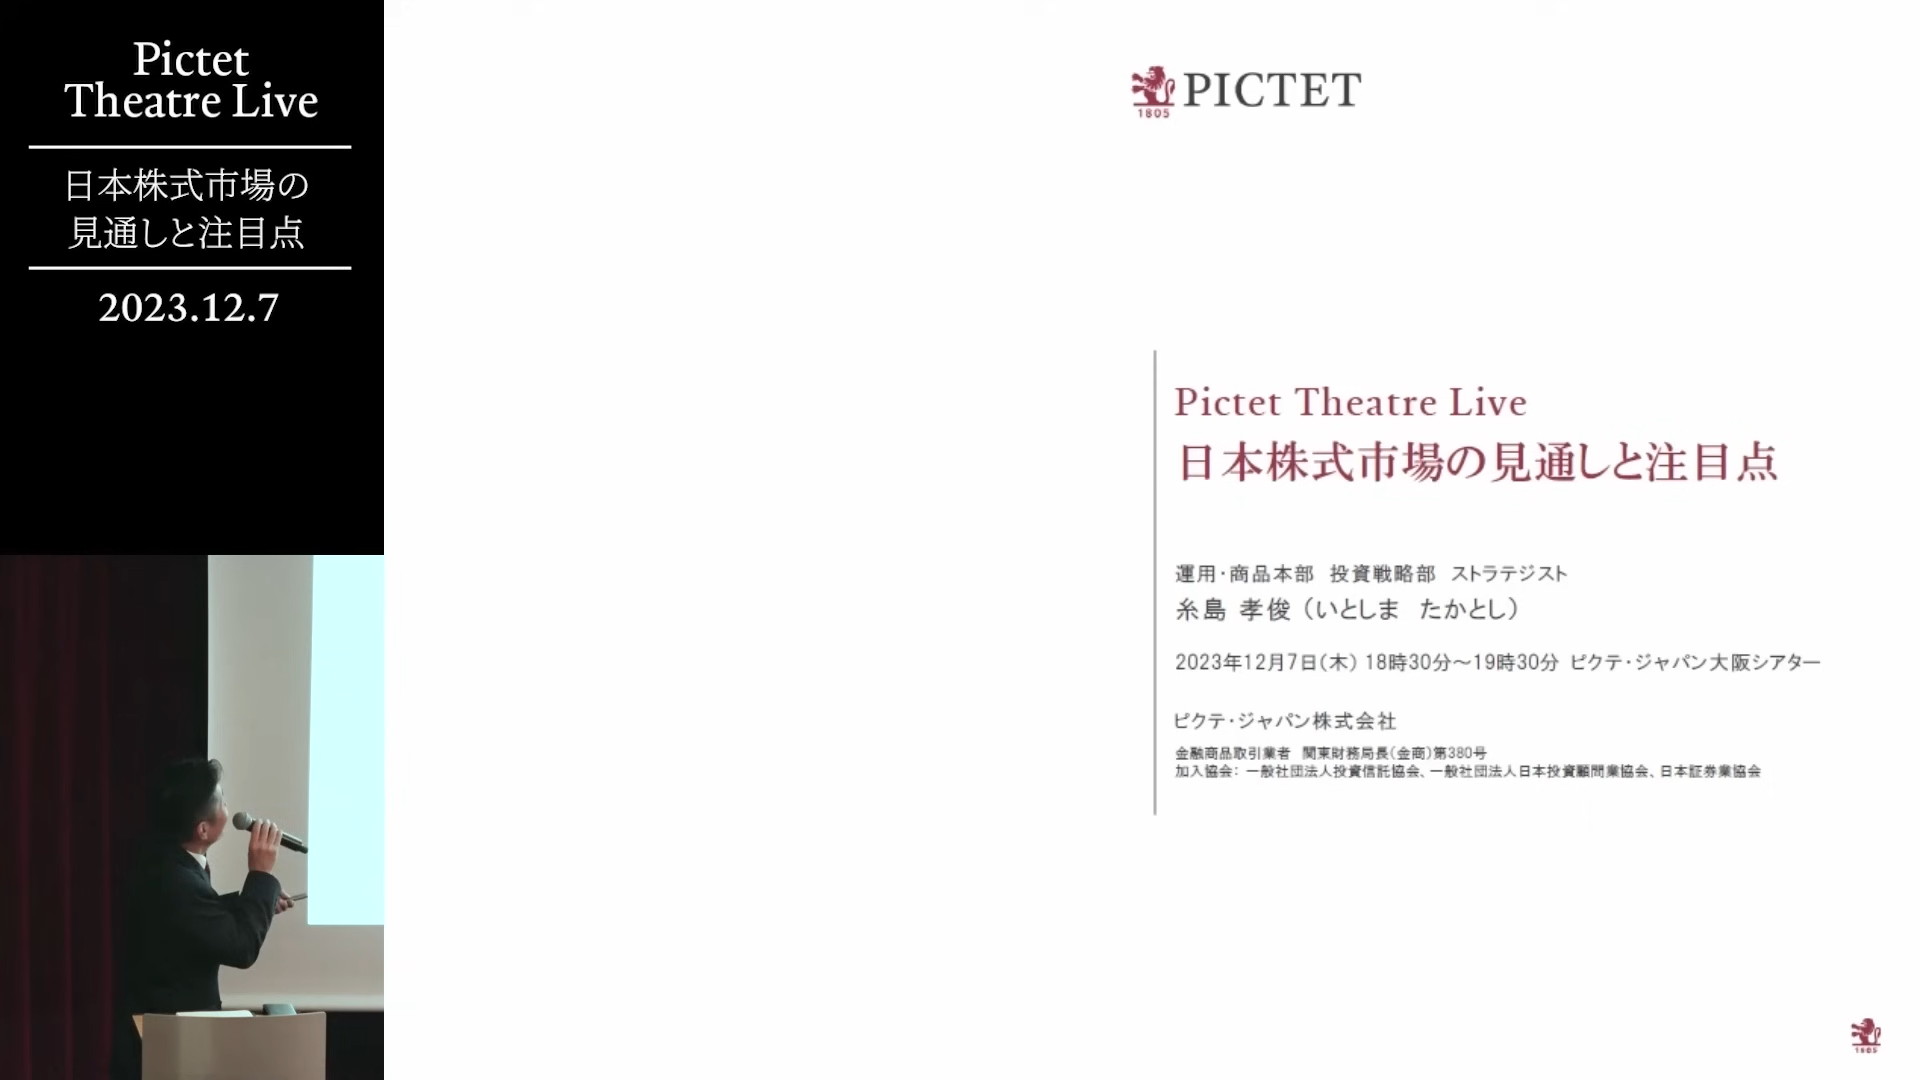 Pictet
Theatre Live
日本株式市場の
見通しと注目点
2023.12.7
PICTET
1805
Pictet Theatre Live
日本株式市場の見通しと注目点
運用・商品本部　投資戦略部　ストラテジスト
糸島 孝俊（いとしま　たかとし）
2023年12月7日（木）18時30分～19時30分 ピクテ・ジャパン大阪シアター
ピクテ・ジャパン株式会社
金融商品取引業者　関東財務局長（金商）第380号
加入協会： 一般社団法人投資信託協会、一般社団法人日本投資顧問業協会、日本証券業協会
1805